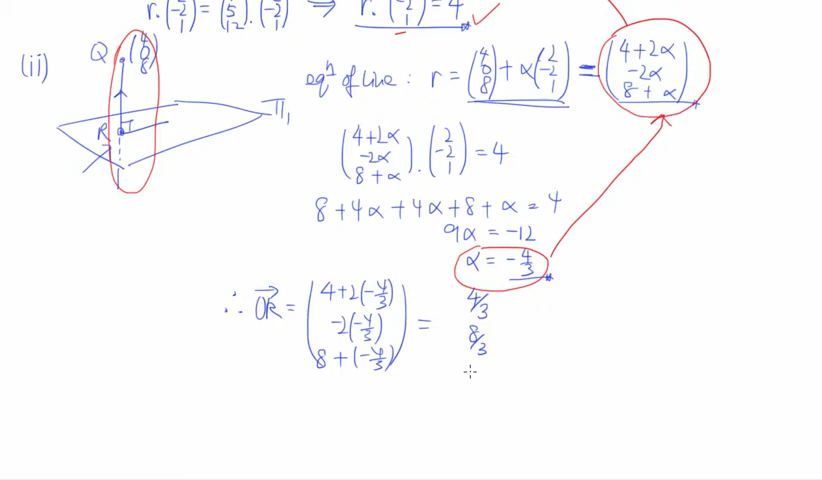 r. (-2 1) = (5 12) . (-2 1) ⟹ r. (-2 1) = 4
(ii)
Q (4 0 8)
R
Π₁
eqⁿ of Line : r = (4 0 8) + α (2 -2 1) = (4+2α -2α 8+α)
(4+2α -2α 8+α) . (2 -2 1) = 4
8 + 4α + 4α + 8 + α = 4
9α = -12
α = -4/3
∴ OR = (4+2(-4/3) -2(-4/3) 8+(-4/3)) = 4/3 8/3